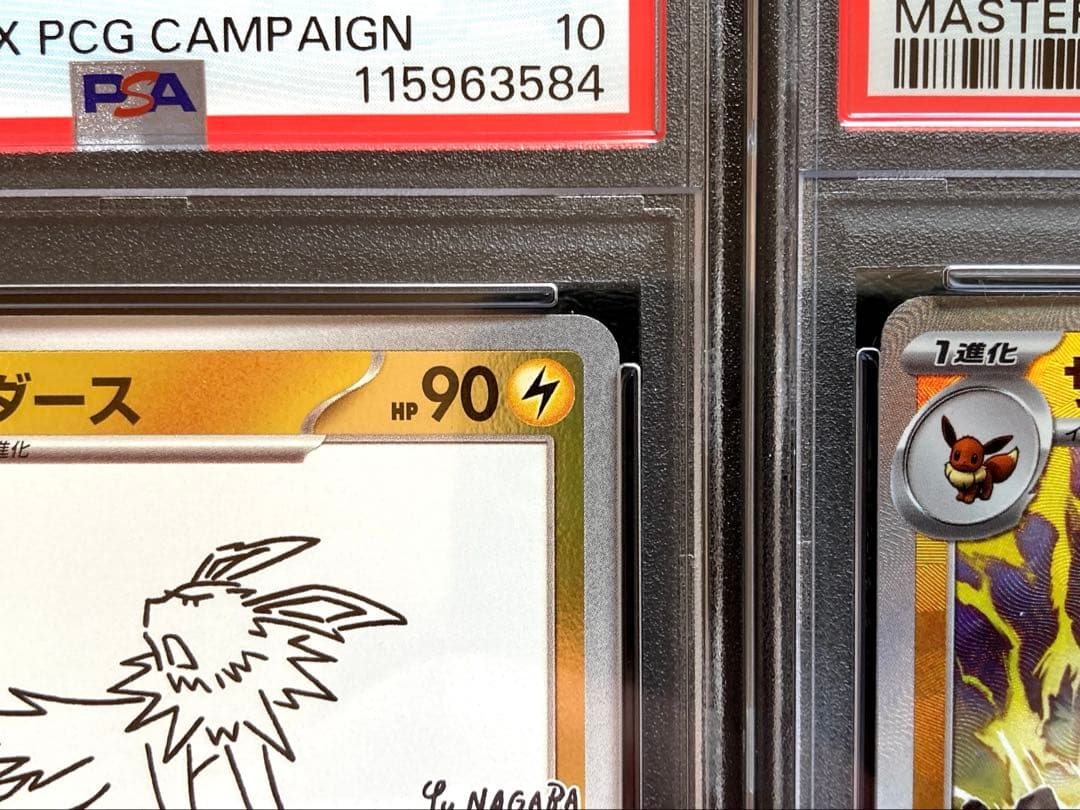 X PCG CAMPAIGN 10
PSA 115963584
MASTER
ダース
HP 90
進化
Yu NAGABA
1進化